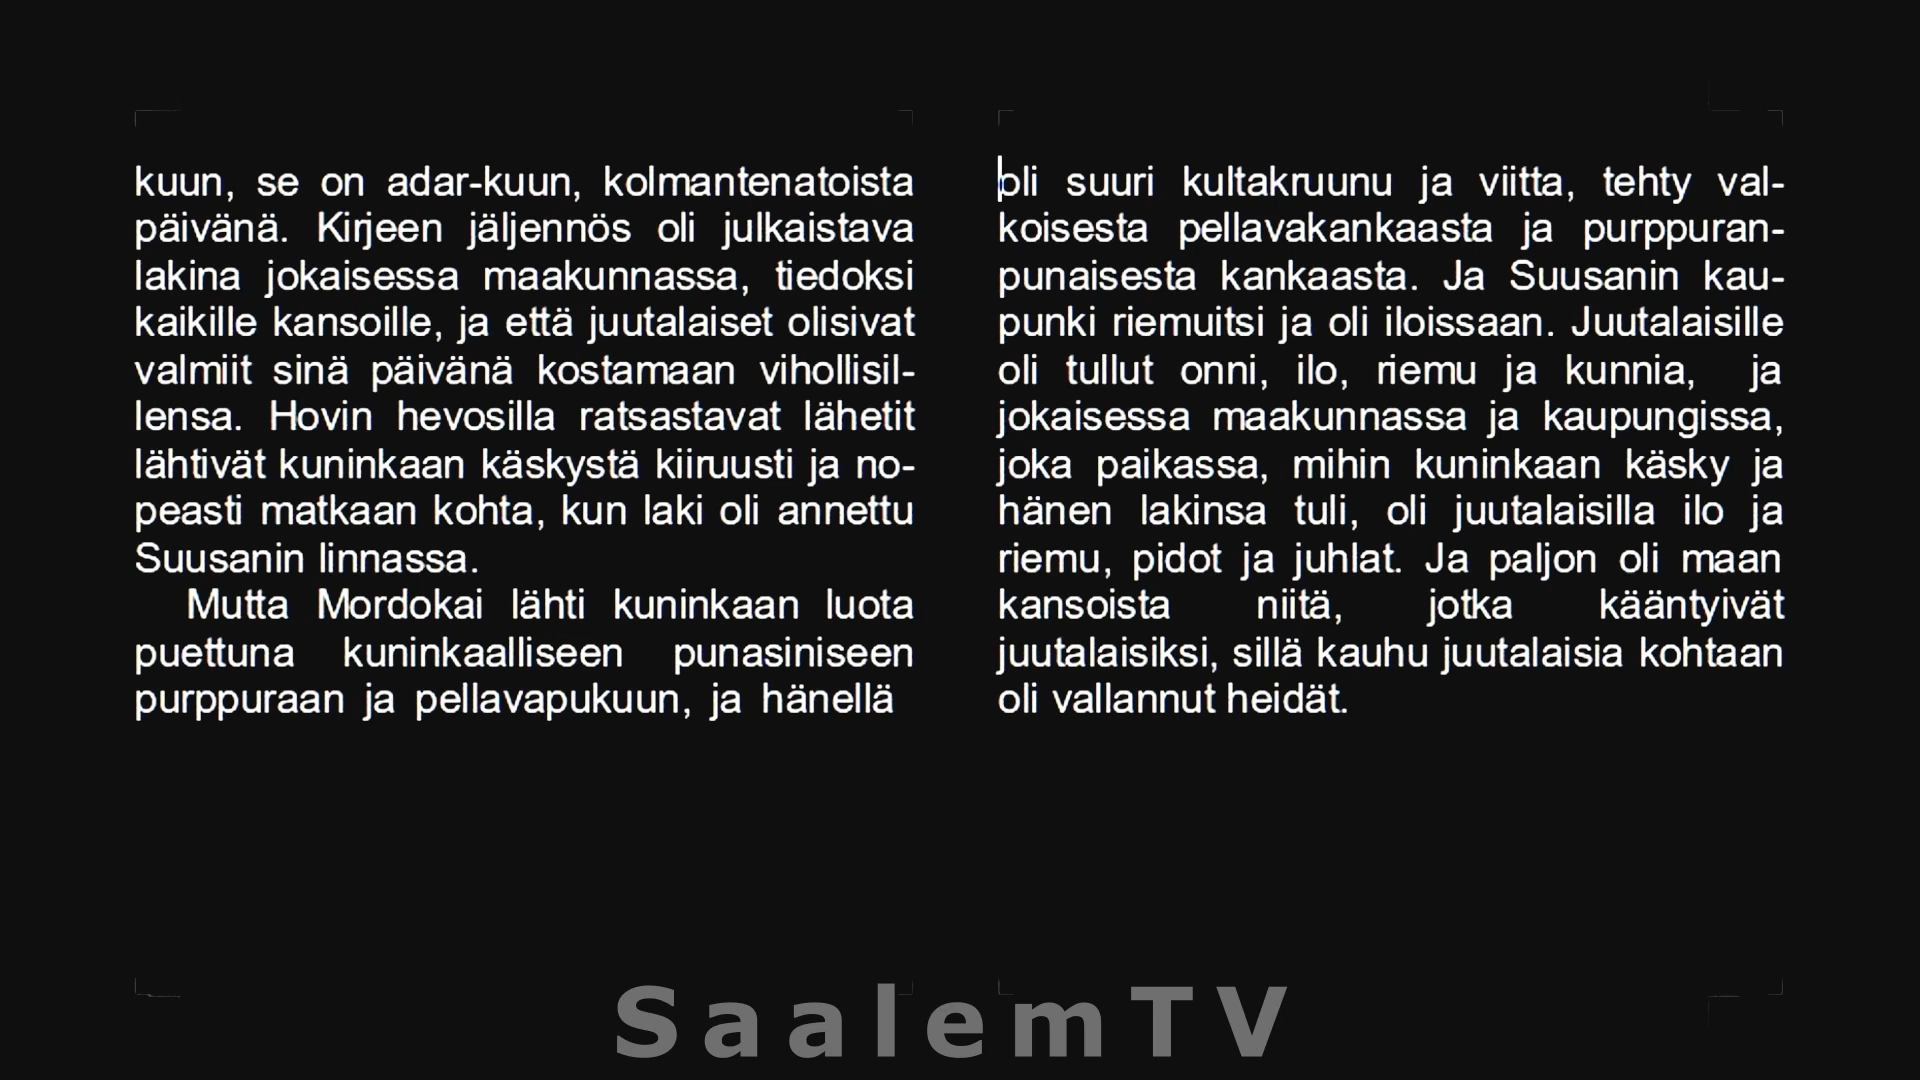 kuun, se on adar-kuun, kolmantenatoista
päivänä. Kirjeen jäljennös oli julkaistava
lakina jokaisessa maakunnassa, tiedoksi
kaikille kansoille, ja että juutalaiset olisivat
valmiit sinä päivänä kostamaan vihollisil-
lensa. Hovin hevosilla ratsastavat lähetit
lähtivät kuninkaan käskystä kiiruusti ja no-
peasti matkaan kohta, kun laki oli annettu
Suusanin linnassa.
Mutta Mordokai lähti kuninkaan luota
puettuna kuninkaalliseen punasiniseen
purppuraan ja pellavapukuun, ja hänellä
oli suuri kultakruunu ja viitta, tehty val-
koisesta pellavakankaasta ja purppuran-
punaisesta kankaasta. Ja Suusanin kau-
punki riemuitsi ja oli iloissaan. Juutalaisille
oli tullut onni, ilo, riemu ja kunnia, ja
jokaisessa maakunnassa ja kaupungissa,
joka paikassa, mihin kuninkaan käsky ja
hänen lakinsa tuli, oli juutalaisilla ilo ja
riemu, pidot ja juhlat. Ja paljon oli maan
kansoista niitä, jotka kääntyivät
juutalaisiksi, sillä kauhu juutalaisia kohtaan
oli vallannut heidät.
SaalemTV